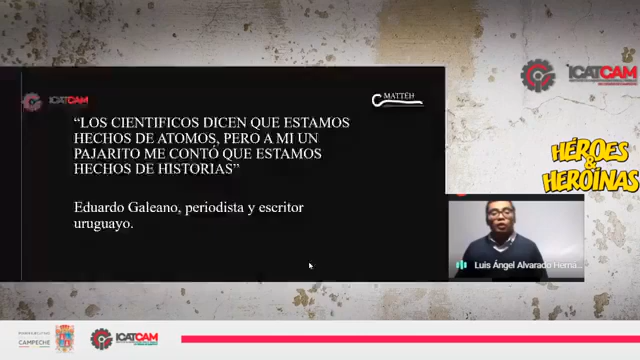 ICATCAM
MATTÉH
“LOS CIENTIFICOS DICEN QUE ESTAMOS
HECHOS DE ATOMOS, PERO A MI UN
PAJARITO ME CONTÓ QUE ESTAMOS
HECHOS DE HISTORIAS”
Eduardo Galeano, periodista y escritor
uruguayo.
ICATCAM
HÉROES
&
HEROÍNAS
Luis Ángel Alvarado Herna...
CAMPECHE
ICATCAM